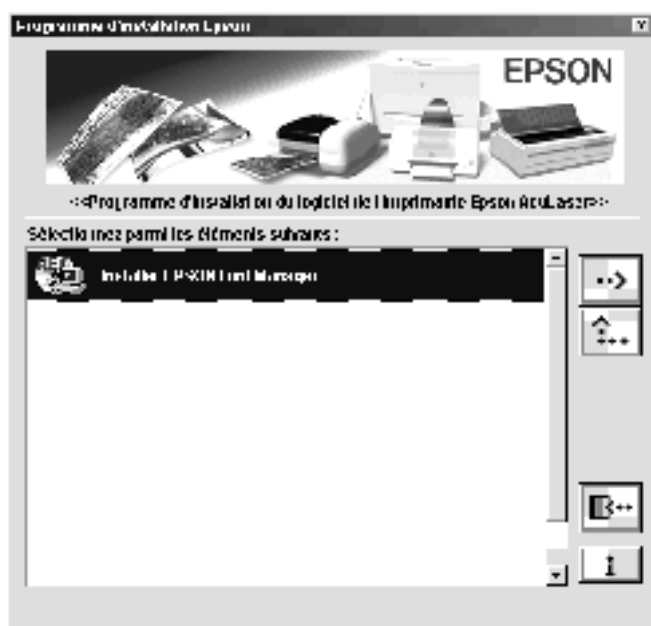 Programme d'installation Epson
EPSON
<<Programme d'installation du logiciel de l'imprimante Epson AcuLaser>>
Sélectionnez parmi les éléments suivants :
Installer EPSON Font Manager
i